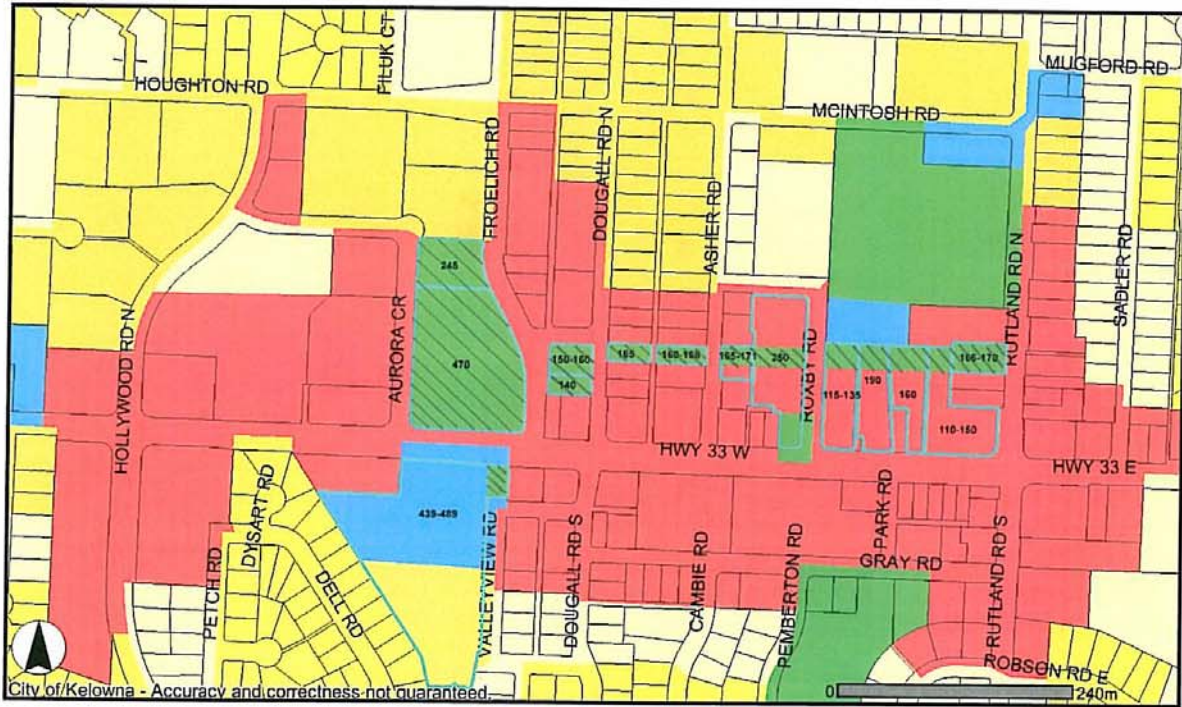 MUGFORD RD
HOUGHTON RD
PILUK CT
MCINTOSH RD
FROELICH RD
DOUGALL RD N
ASHER RD
RUTLAND RD N
SADLER RD
HOLLYWOOD RD N
AURORA CR
ROXBY RD
245
470
150-160
140
165-171
250
166-170
115-135
190
160
110-150
HWY 33 W
HWY 33 E
439-489
DYSART RD
PETCH RD
DELL RD
VALLEYVIEW RD
DOUGALL RD S
CAMBIE RD
PEMBERTON RD
PARK RD
GRAY RD
RUTLAND RD S
ROBSON RD E
City of Kelowna - Accuracy and correctness not guaranteed.
0
240m